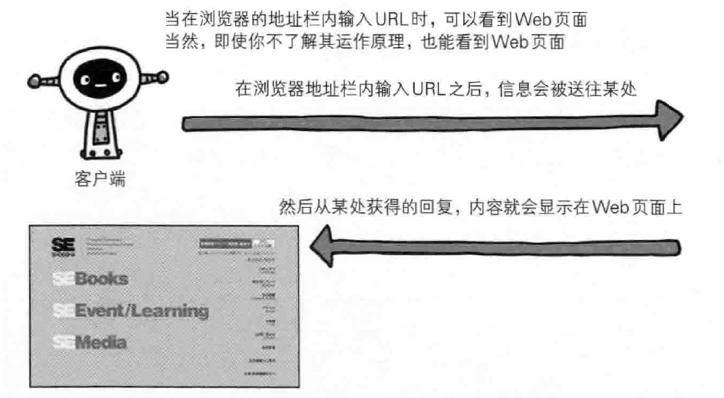 当在浏览器的地址栏内输入URL时，可以看到Web页面
当然，即使你不了解其运作原理，也能看到Web页面
在浏览器地址栏内输入URL之后，信息会被送往某处
客户端
然后从某处获得的回复，内容就会显示在Web页面上
SE
SHOEISHA
SEBooks
SEEvent/Learning
SEMedia